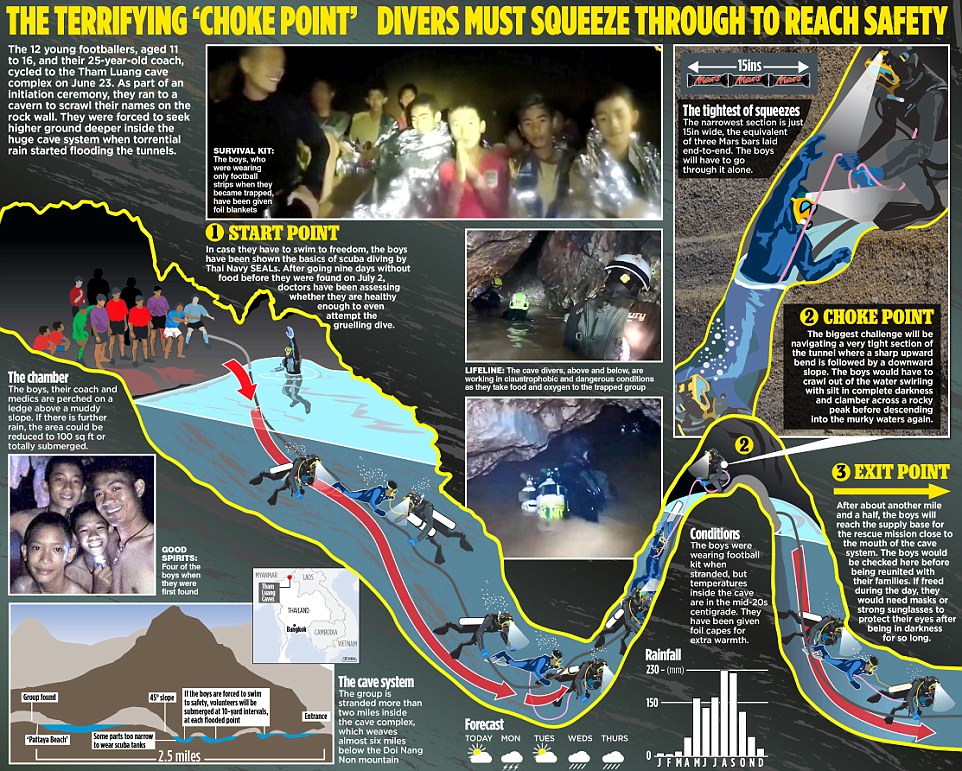 THE TERRIFYING 'CHOKE POINT' DIVERS MUST SQUEEZE THROUGH TO REACH SAFETY
The 12 young footballers, aged 11
to 16, and their 25-year-old coach,
cycled to the Tham Luang cave
complex on June 23. As part of an
initiation ceremony, they ran to a
cavern to scrawl their names on the
rock wall. They were forced to seek
higher ground deeper inside the
huge cave system when torrential
rain started flooding the tunnels.
SURVIVAL KIT:
The boys, who
were wearing
only football
strips when they
became trapped,
have been given
foil blankets
15ins
Mars Mars Mars
The tightest of squeezes
The narrowest section is just
15in wide, the equivalent
of three Mars bars laid
end-to-end. The boys
will have to go
through it alone.
1 START POINT
In case they have to swim to freedom, the boys
have been shown the basics of scuba diving by
Thai Navy SEALs. After going nine days without
food before they were found on July 2,
doctors have been assessing
whether they are healthy
enough to even
attempt the
gruelling dive.
LIFELINE: The cave divers, above and below, are
working in claustrophobic and dangerous conditions
as they take food and oxygen to the trapped group
2 CHOKE POINT
The biggest challenge will be
navigating a very tight section of
the tunnel where a sharp upward
bend is followed by a downward
slope. The boys would have to
crawl out of the water swirling
with silt in complete darkness
and clamber across a rocky
peak before descending
into the murky waters again.
The chamber
The boys, their coach and
medics are perched on a
ledge above a muddy
slope. If there is further
rain, the area could be
reduced to 100 sq ft or
totally submerged.
GOOD
SPIRITS:
Four of the
boys when
they were
first found
2
3 EXIT POINT
After about another mile
and a half, the boys will
reach the supply base for
the rescue mission close to
the mouth of the cave
system. The boys would
be checked here before
being reunited with
their families. If freed
during the day, they
would need masks or
strong sunglasses to
protect their eyes after
being in darkness
for so long.
Conditions
The boys were
wearing football
kit when
stranded, but
temperatures
inside the cave
are in the mid-20s
centigrade. They
have been given
foil capes for
extra warmth.
MYANMAR
LAOS
Tham
Luang
Caves
THAILAND
Bangkok
CAMBODIA
VIETNAM
Group found
'Pattaya Beach'
45° slope
Some parts too narrow
to wear scuba tanks
If the boys are forced to swim
to safety, volunteers will be
submerged at 10-yard intervals,
at each flooded point
Entrance
2.5 miles
The cave system
The group is
stranded more than
two miles inside
the cave complex,
which weaves
almost six miles
below the Doi Nang
Non mountain
Forecast
TODAY MON TUES WEDS THURS
Rainfall
230 – (mm)
150
0
J F M A M J J A S O N D